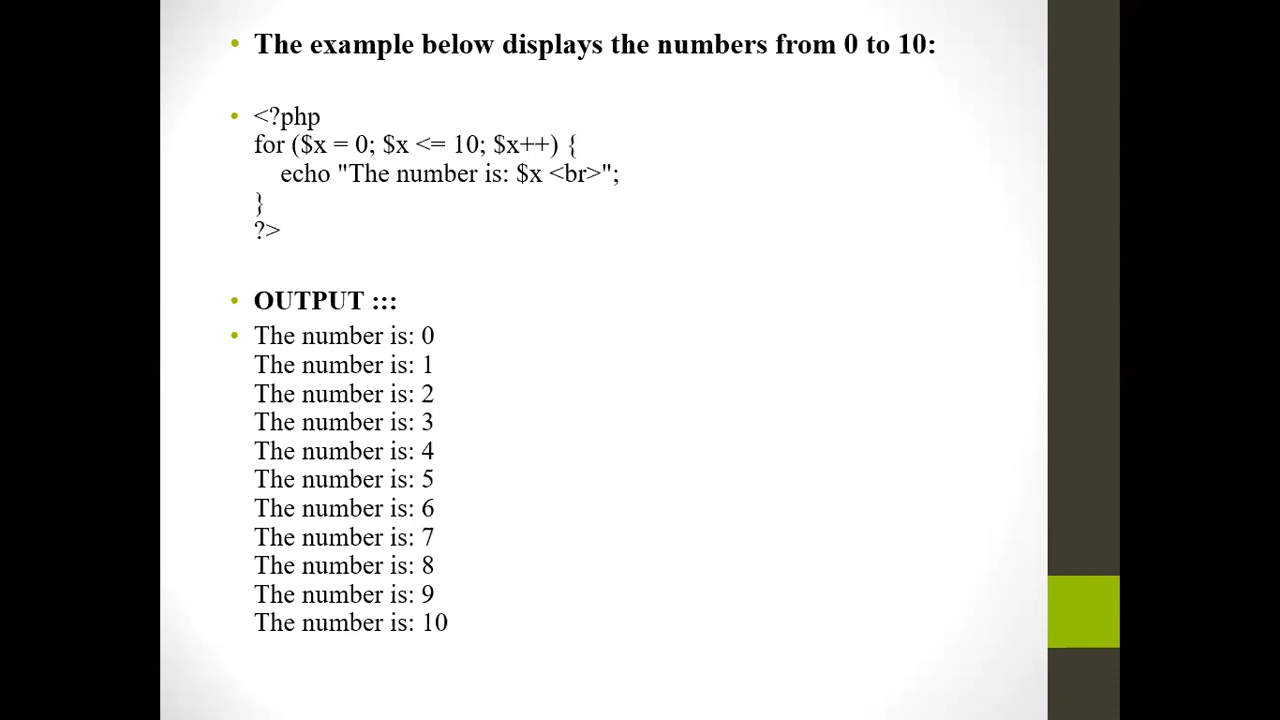 The example below displays the numbers from 0 to 10:
<?php
for ($x = 0; $x <= 10; $x++) {
echo "The number is: $x <br>";
}
?>
OUTPUT :::
The number is: 0
The number is: 1
The number is: 2
The number is: 3
The number is: 4
The number is: 5
The number is: 6
The number is: 7
The number is: 8
The number is: 9
The number is: 10